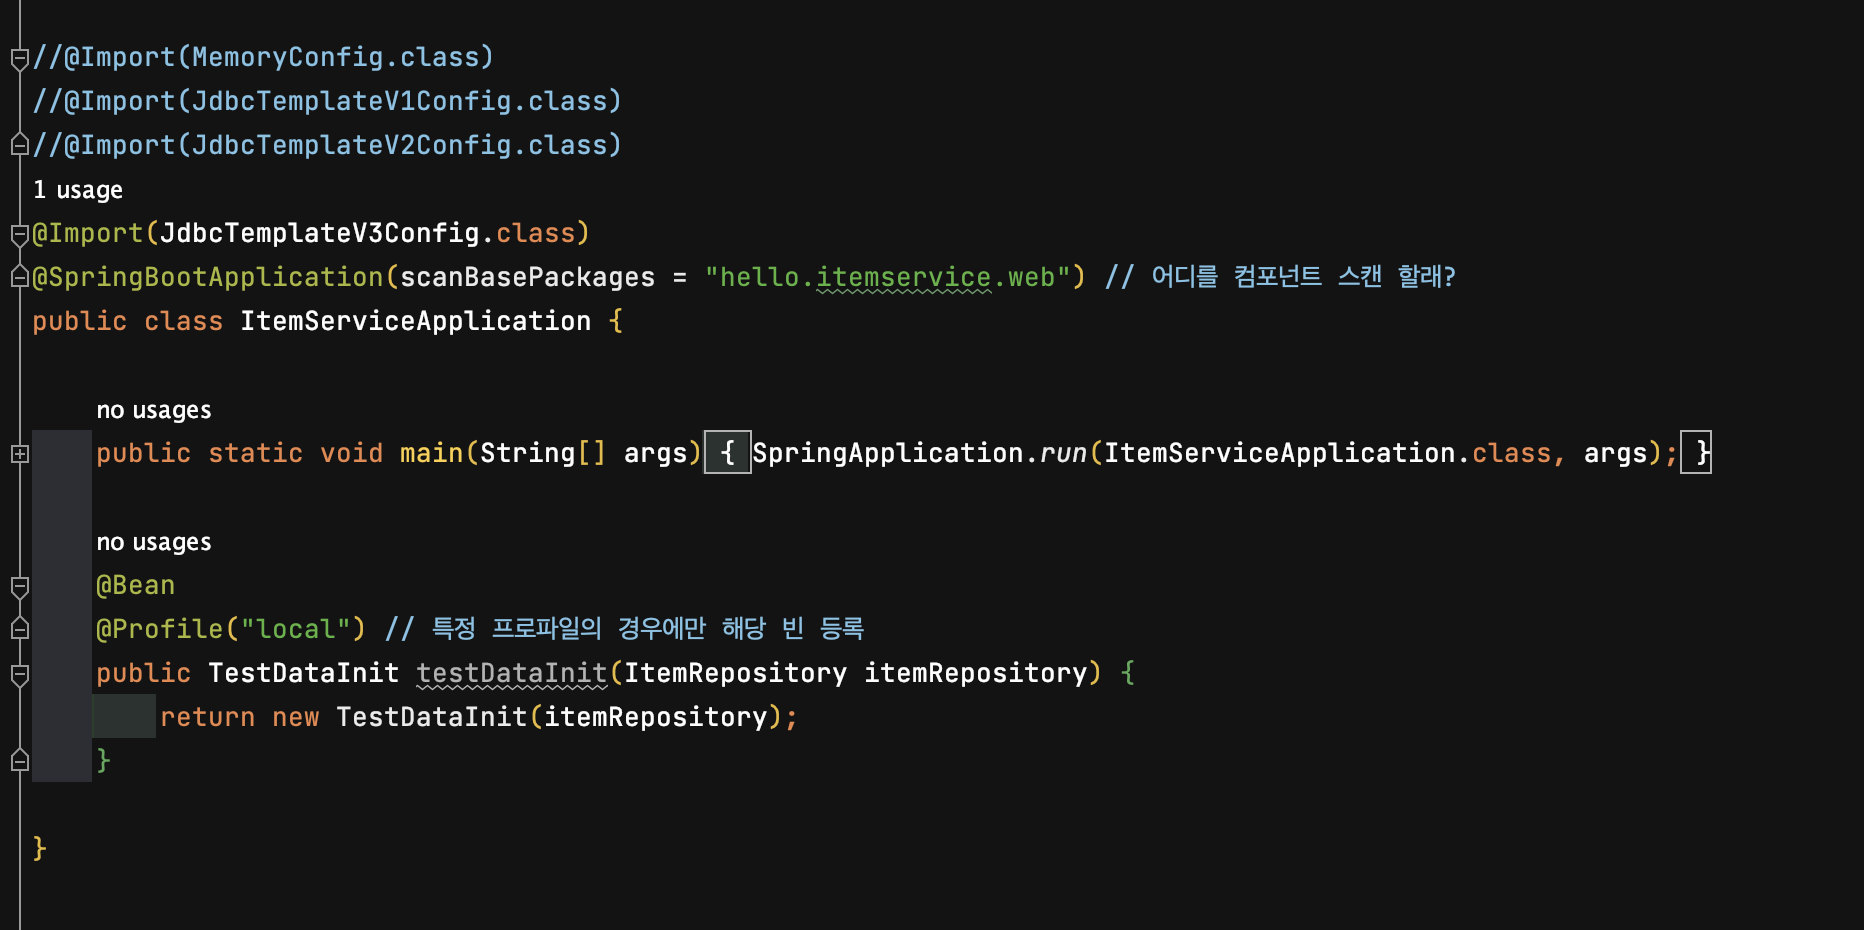 //@Import(MemoryConfig.class)
//@Import(JdbcTemplateV1Config.class)
//@Import(JdbcTemplateV2Config.class)
1 usage
@Import(JdbcTemplateV3Config.class)
@SpringBootApplication(scanBasePackages = "hello.itemservice.web") // 어디를 컴포넌트 스캔 할래?
public class ItemServiceApplication {
no usages
public static void main(String[] args) { SpringApplication.run(ItemServiceApplication.class, args); }
no usages
@Bean
@Profile("local") // 특정 프로파일의 경우에만 해당 빈 등록
public TestDataInit testDataInit(ItemRepository itemRepository) {
return new TestDataInit(itemRepository);
}
}